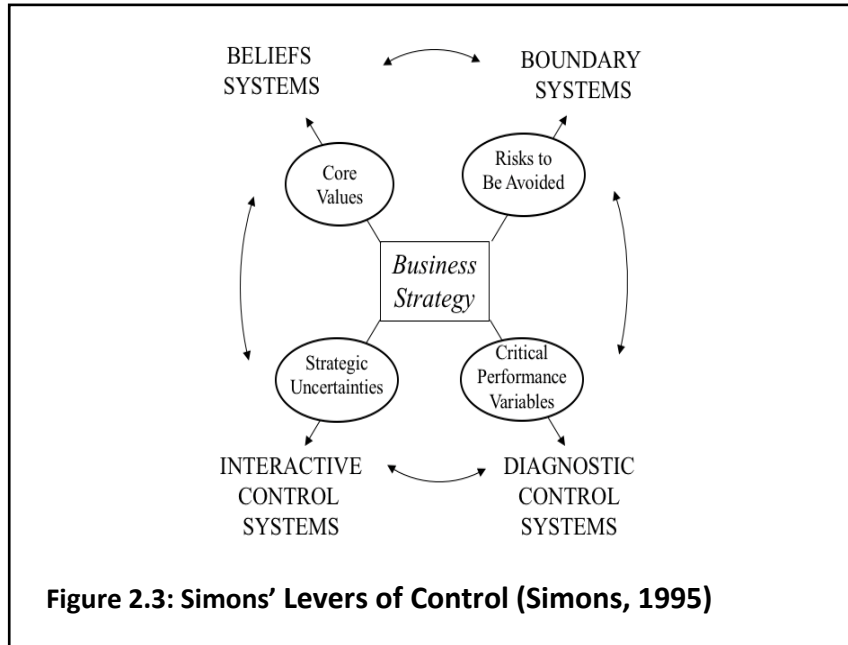 BELIEFS
SYSTEMS
BOUNDARY
SYSTEMS
Core
Values
Risks to
Be Avoided
Business
Strategy
Strategic
Uncertainties
Critical
Performance
Variables
INTERACTIVE
CONTROL
SYSTEMS
DIAGNOSTIC
CONTROL
SYSTEMS
Figure 2.3: Simons’ Levers of Control (Simons, 1995)